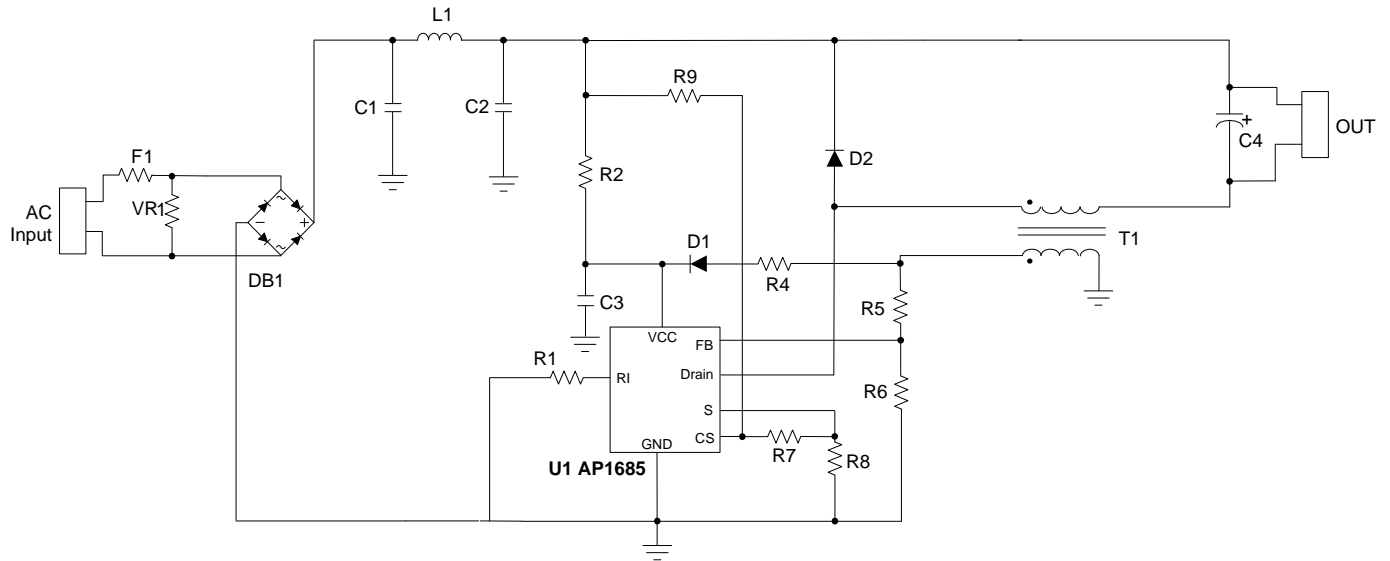 L1
R9
C1
C2
F1
R2
D2
+
C4
OUT
AC
Input
VR1
~
−
+
~
DB1
D1
R4
T1
C3
R5
VCC
FB
R1
RI
Drain
R6
S
GND
CS
R7
R8
U1 AP1685